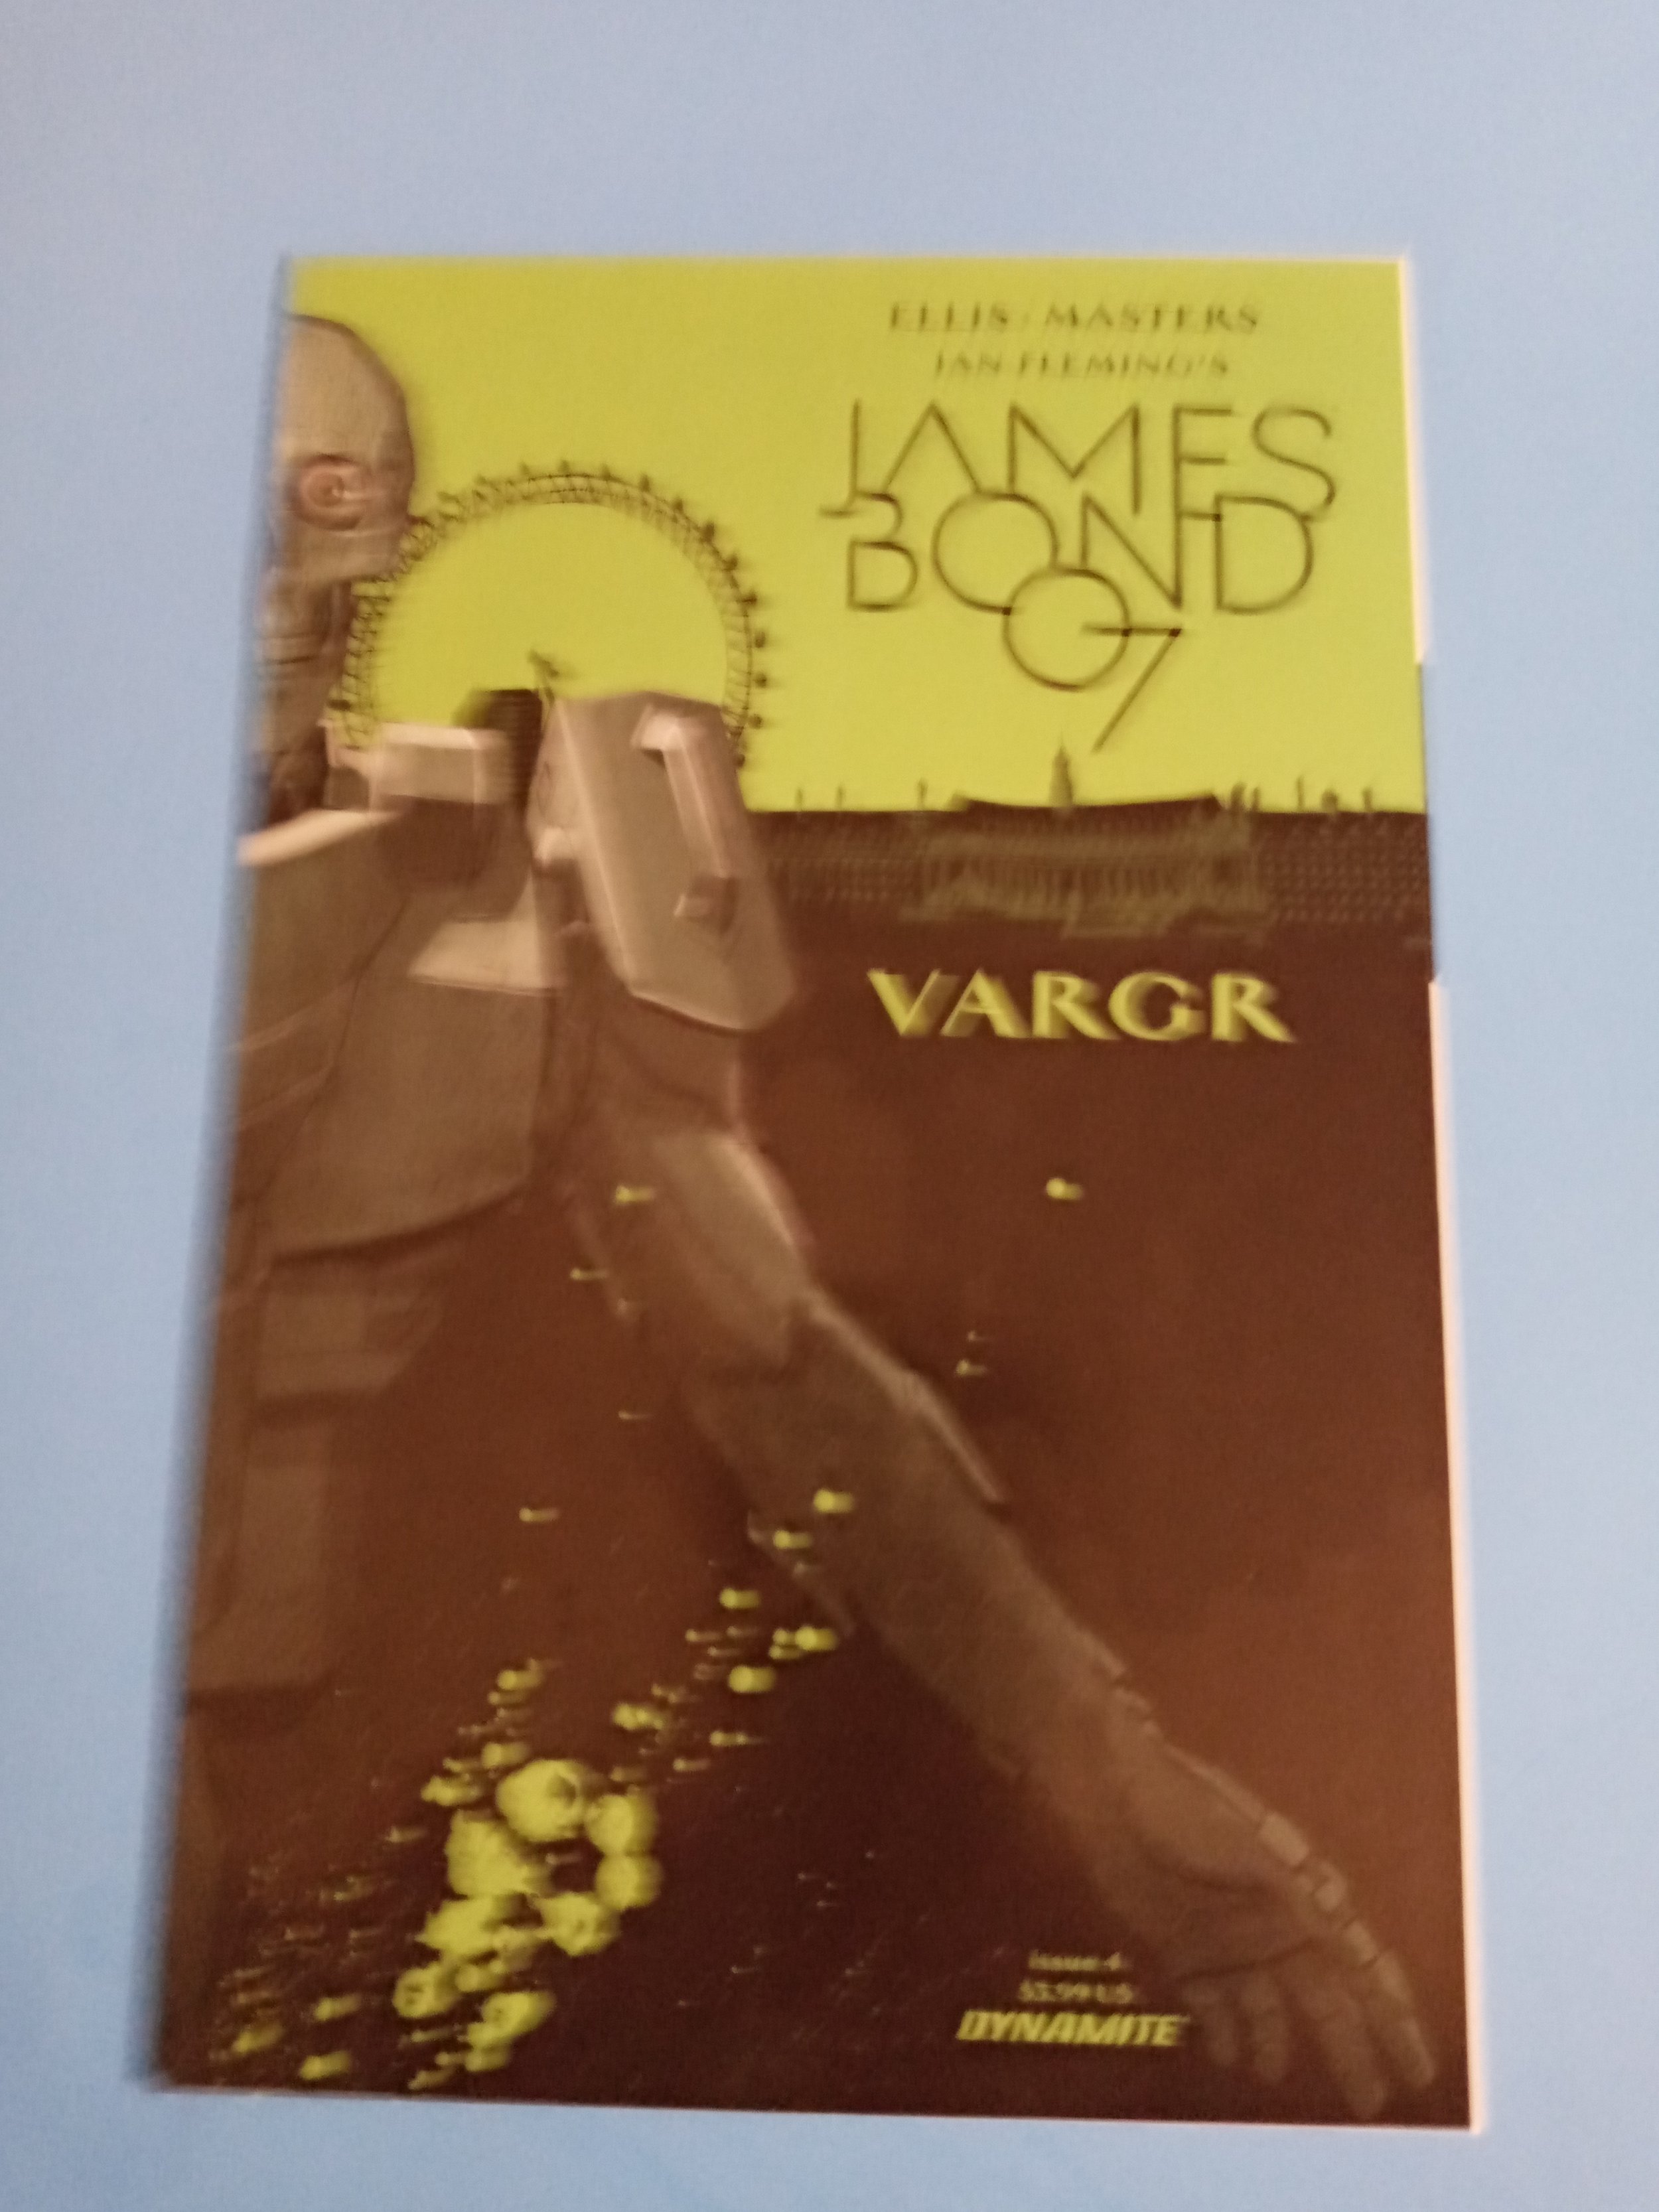 ELLIS / MASTERS
IAN FLEMING'S
JAMES
BOND
007
VARGR
Issue 4
$3.99 US
DYNAMITE